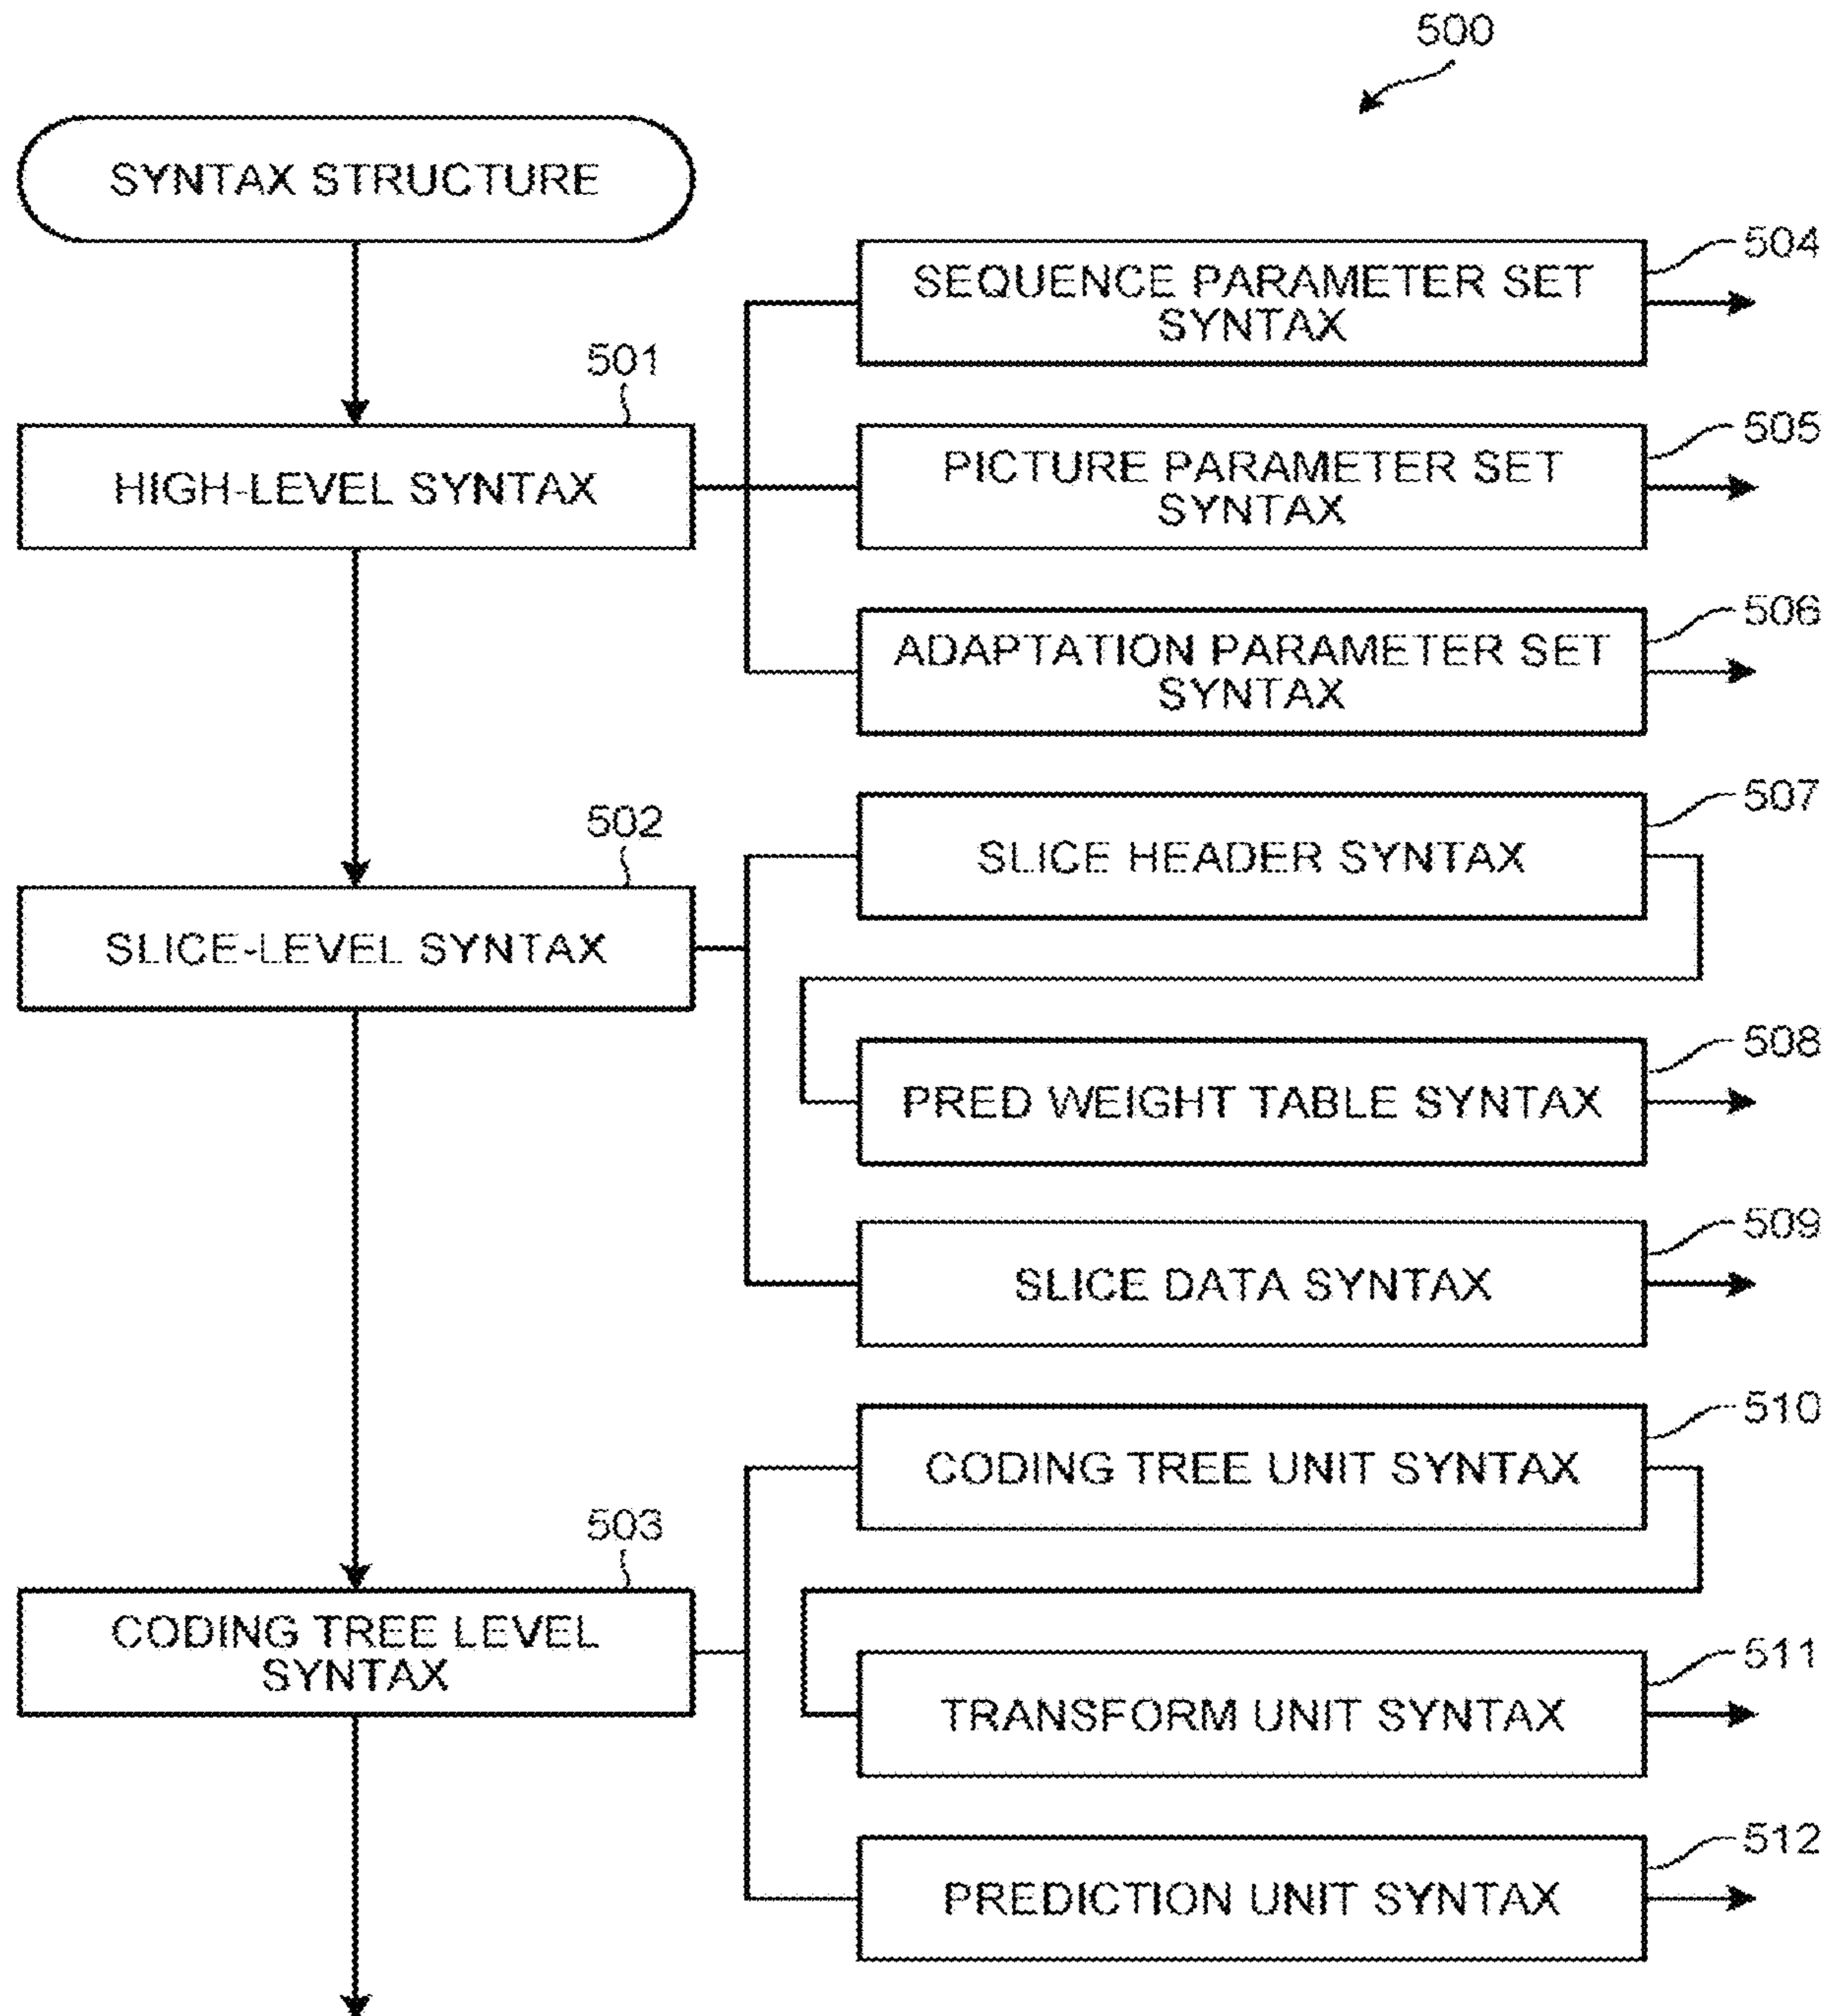 500
SYNTAX STRUCTURE
504
SEQUENCE PARAMETER SET
SYNTAX
501
HIGH-LEVEL SYNTAX
505
PICTURE PARAMETER SET
SYNTAX
506
ADAPTATION PARAMETER SET
SYNTAX
507
SLICE HEADER SYNTAX
502
SLICE-LEVEL SYNTAX
508
PRED WEIGHT TABLE SYNTAX
509
SLICE DATA SYNTAX
510
CODING TREE UNIT SYNTAX
503
CODING TREE LEVEL
SYNTAX
511
TRANSFORM UNIT SYNTAX
512
PREDICTION UNIT SYNTAX